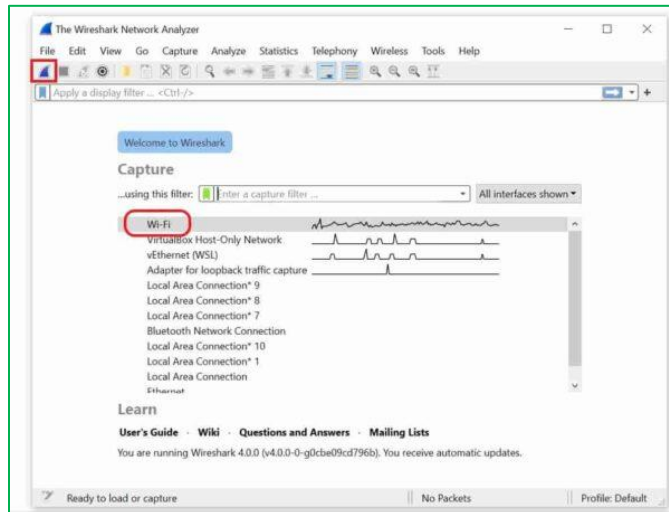 The Wireshark Network Analyzer
File Edit View Go Capture Analyze Statistics Telephony Wireless Tools Help
Apply a display filter ... <Ctrl-/>
Welcome to Wireshark
Capture
...using this filter: Enter a capture filter ... All interfaces shown
Wi-Fi
VirtualBox Host-Only Network
vEthernet (WSL)
Adapter for loopback traffic capture
Local Area Connection* 9
Local Area Connection* 8
Local Area Connection* 7
Bluetooth Network Connection
Local Area Connection* 10
Local Area Connection* 1
Local Area Connection
Ethernet
Learn
User's Guide · Wiki · Questions and Answers · Mailing Lists
You are running Wireshark 4.0.0 (v4.0.0-0-g0cbe09cd796b). You receive automatic updates.
Ready to load or capture No Packets Profile: Default